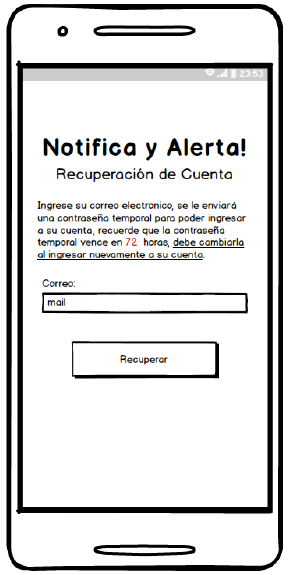 23:53
Notifica y Alerta!
Recuperación de Cuenta
Ingrese su correo electronico, se le enviará
una contraseña temporal para poder ingresar
a su cuenta, recuerde que la contraseña
temporal vence en 72 horas, debe cambiarla
al ingresar nuevamente a su cuenta.
Correo:
mail
Recuperar